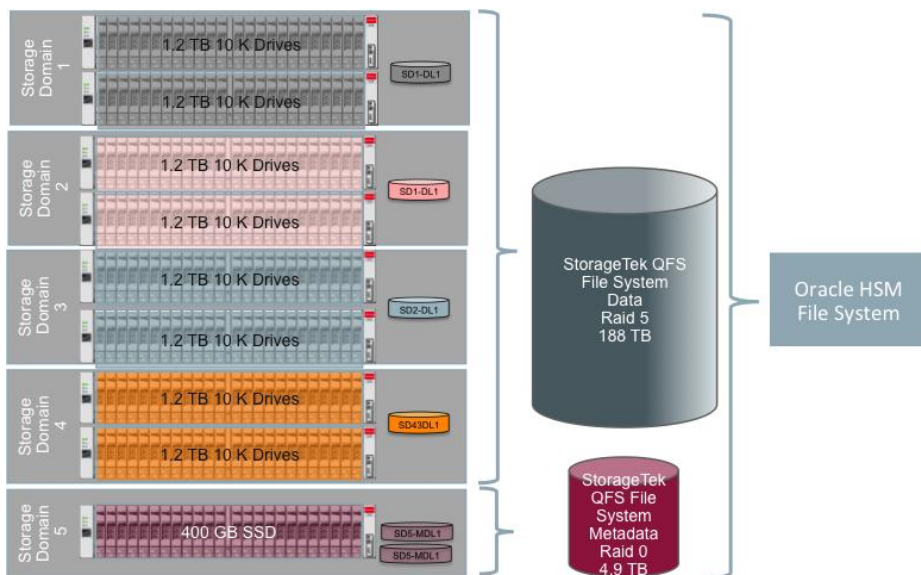 Storage
Domain
1
1.2 TB 10 K Drives
1.2 TB 10 K Drives
SD1-DL1
Storage
Domain
2
1.2 TB 10 K Drives
1.2 TB 10 K Drives
SD1-DL1
Storage
Domain
3
1.2 TB 10 K Drives
1.2 TB 10 K Drives
SD2-DL1
Storage
Domain
4
1.2 TB 10 K Drives
1.2 TB 10 K Drives
SD43DL1
Storage
Domain
5
400 GB SSD
SD5-MDL1
SD5-MDL1
StorageTek QFS
File System
Data
Raid 5
188 TB
StorageTek
QFS File
System
Metadata
Raid 0
4.9 TB
Oracle HSM
File System